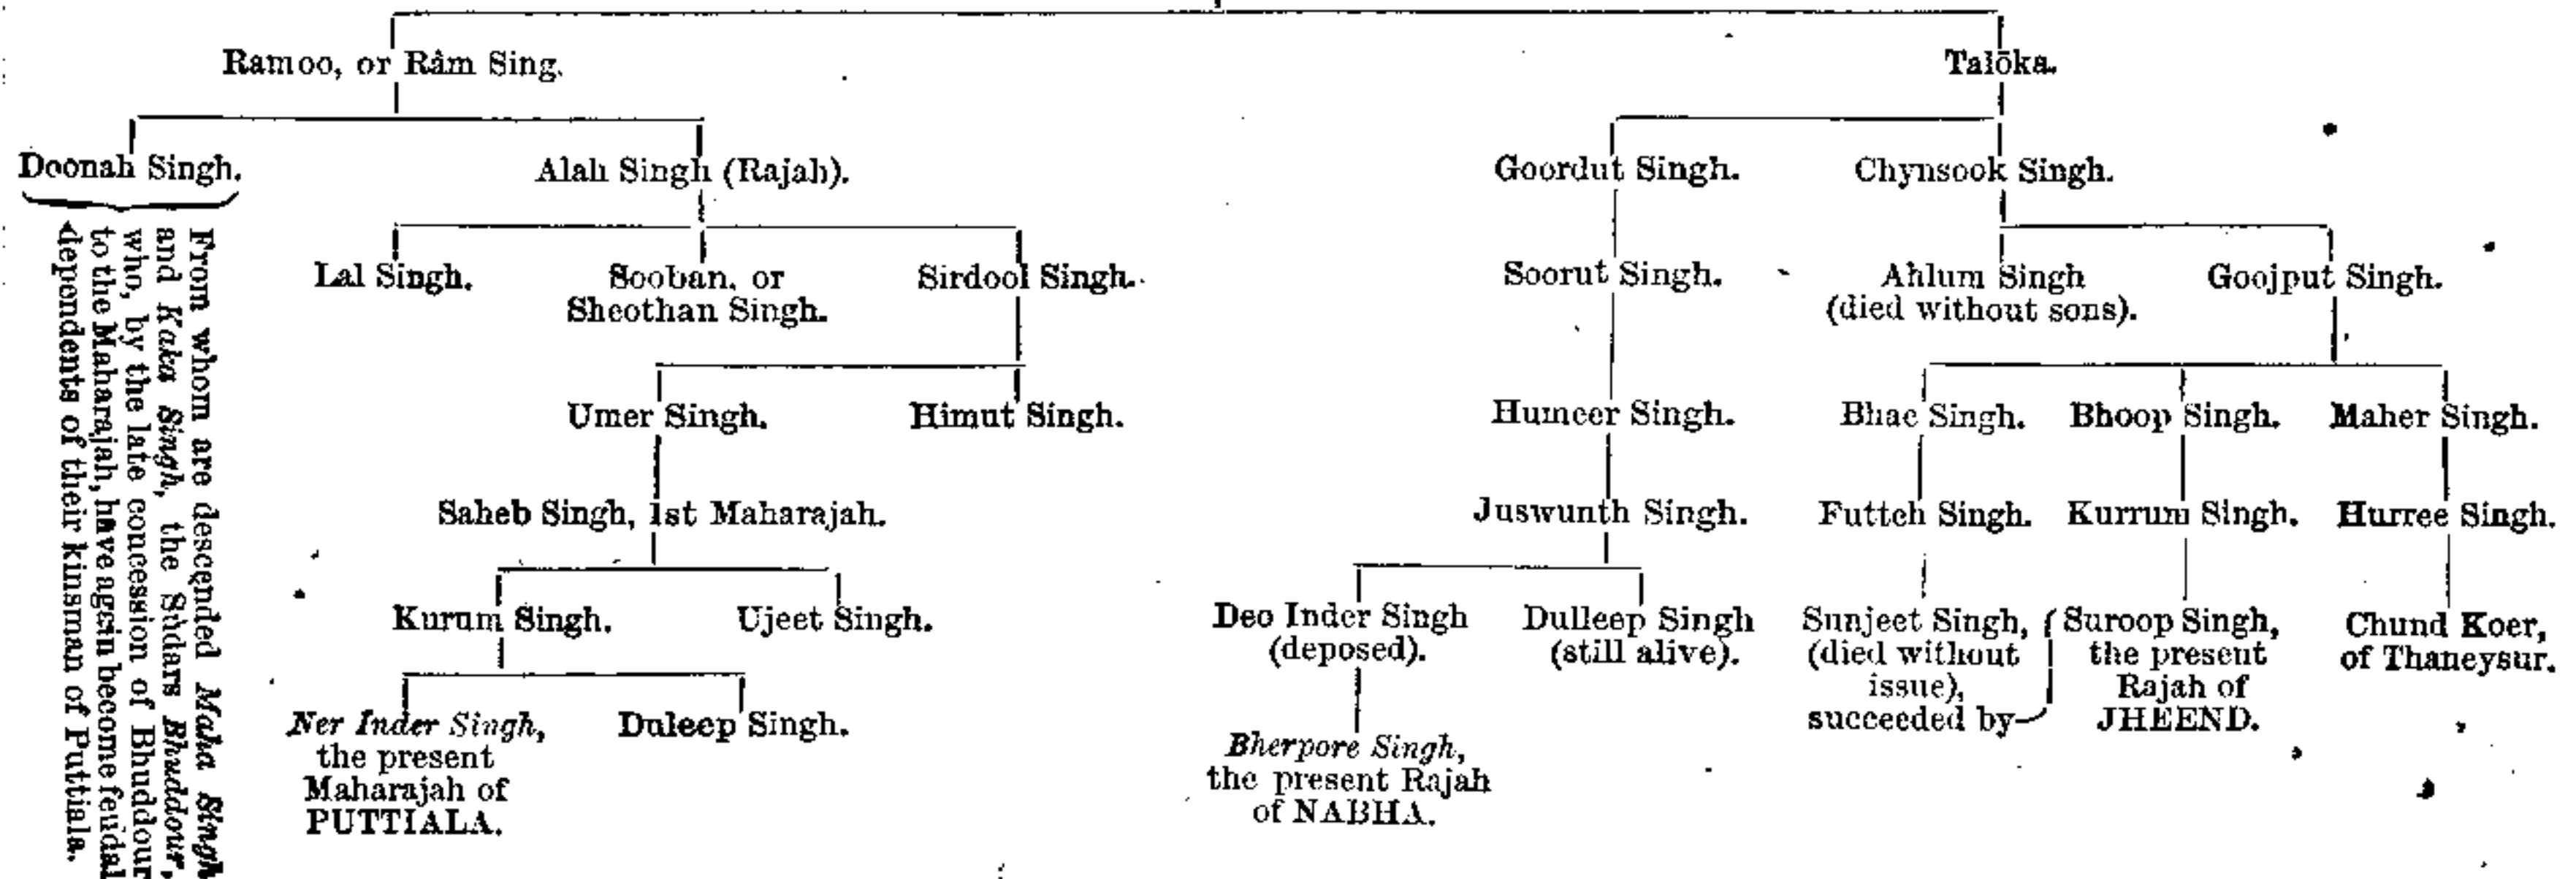 Ramoo, or Râm Sing.
Talōka.
Doonah Singh.
Alah Singh (Rajah).
Goordut Singh.
Chynsook Singh.
From whom are descended Maha Singh
and Kaka Singh, the Sùdars Bhuddour,
who, by the late concession of Bhuddour
to the Maharajah, have again become feudal
dependents of their kinsman of Puttiala.
Lal Singh.
Sooban, or
Sheothan Singh.
Sirdool Singh.
Soorut Singh.
Ahlum Singh
(died without sons).
Goojput Singh.
Umer Singh.
Himut Singh.
Humeer Singh.
Bhae Singh.
Bhoop Singh.
Maher Singh.
Saheb Singh, 1st Maharajah.
Juswunth Singh.
Futteh Singh.
Kurrum Singh.
Hurree Singh.
Kurum Singh.
Ujeet Singh.
Deo Inder Singh
(deposed).
Dulleep Singh
(still alive).
Sunjeet Singh,
(died without
issue),
succeeded by
Suroop Singh,
the present
Rajah of
JHEEND.
Chund Koer,
of Thaneysur.
Ner Inder Singh,
the present
Maharajah of
PUTTIALA.
Duleep Singh.
Bherpore Singh,
the present Rajah
of NABHA.